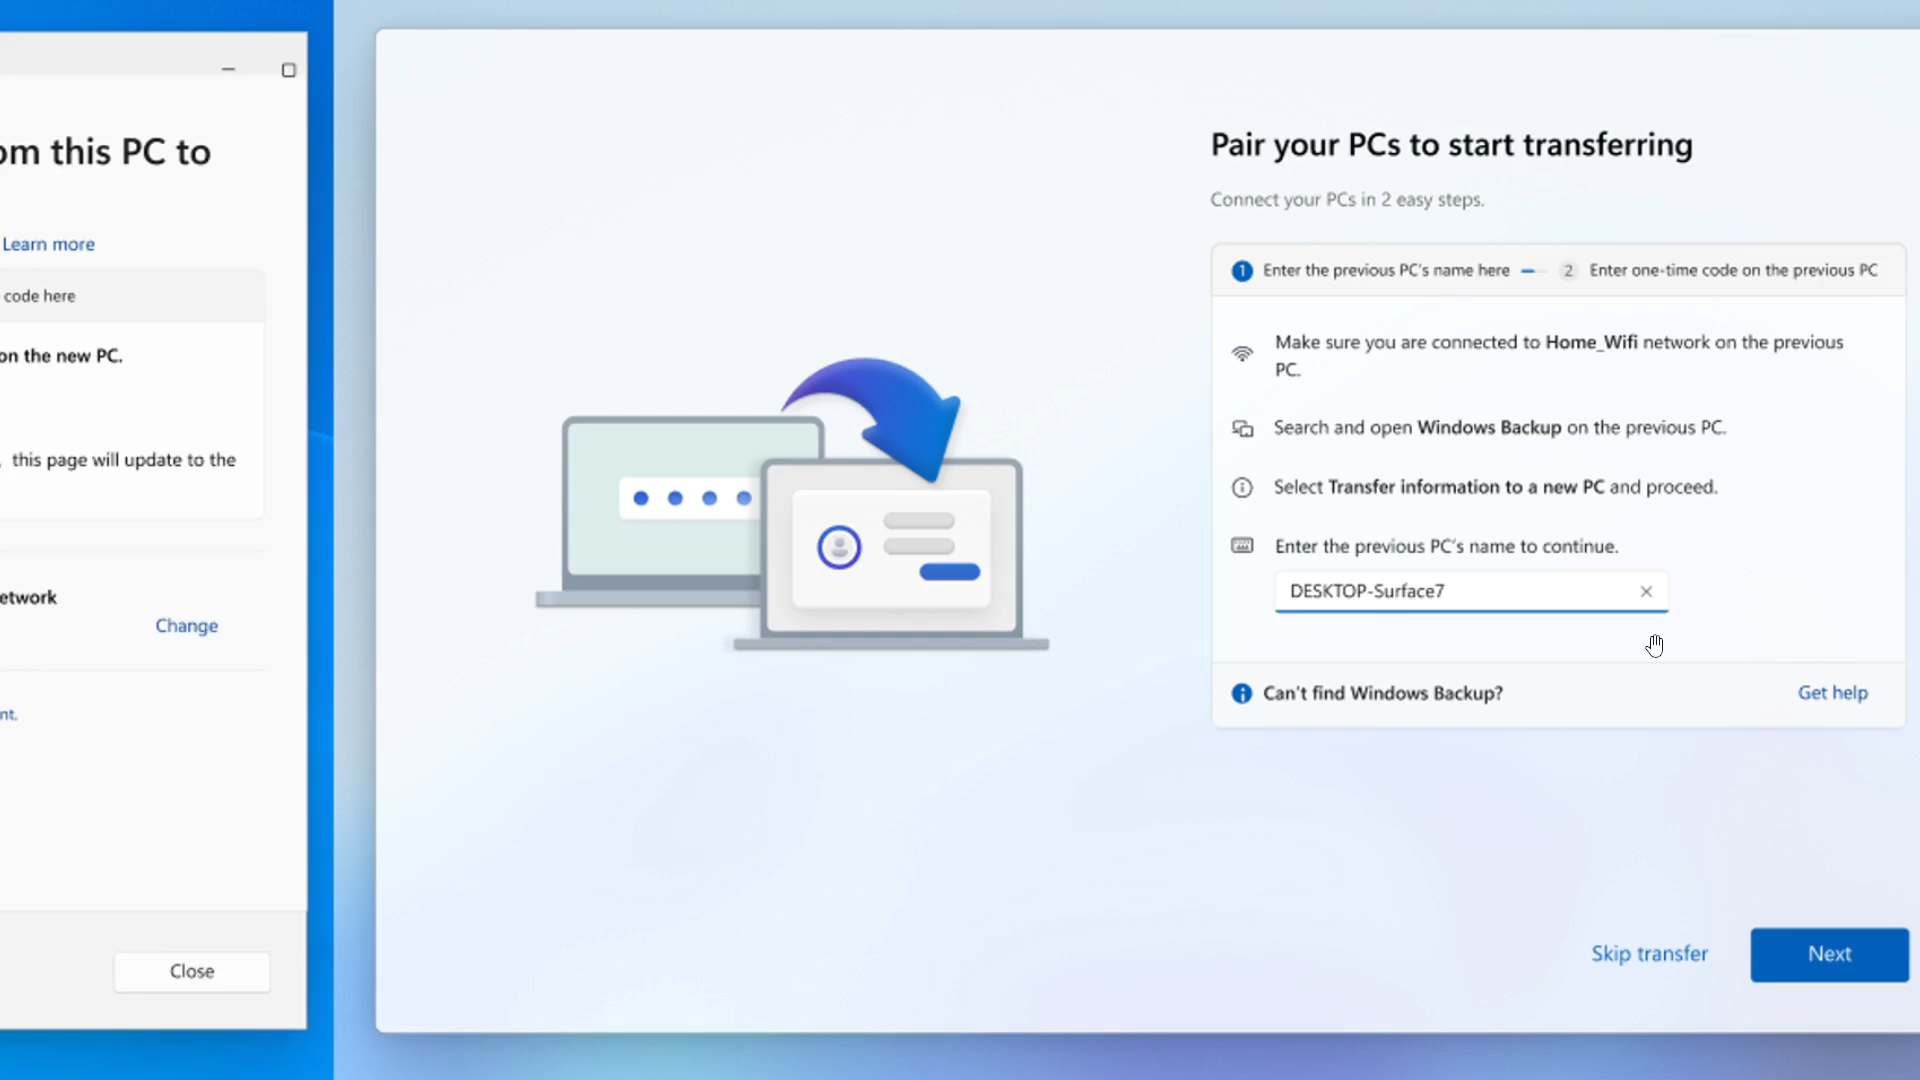 om this PC to
Learn more
code here
on the new PC.
, this page will update to the
etwork
Change
nt.
Close
Pair your PCs to start transferring
Connect your PCs in 2 easy steps.
1 Enter the previous PC's name here
2 Enter one-time code on the previous PC
Make sure you are connected to Home_Wifi network on the previous
PC.
Search and open Windows Backup on the previous PC.
Select Transfer information to a new PC and proceed.
Enter the previous PC's name to continue.
DESKTOP-Surface7
Can't find Windows Backup?
Get help
Skip transfer
Next